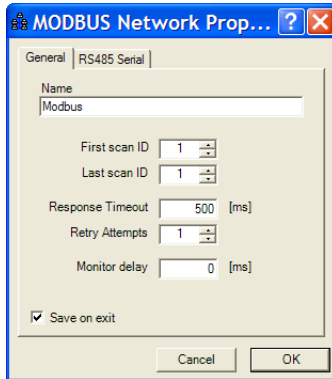 MODBUS Network Prop... ? X
General RS485 Serial
Name
Modbus
First scan ID 1
Last scan ID 1
Response Timeout 500 [ms]
Retry Attempts 1
Monitor delay 0 [ms]
Save on exit
Cancel OK